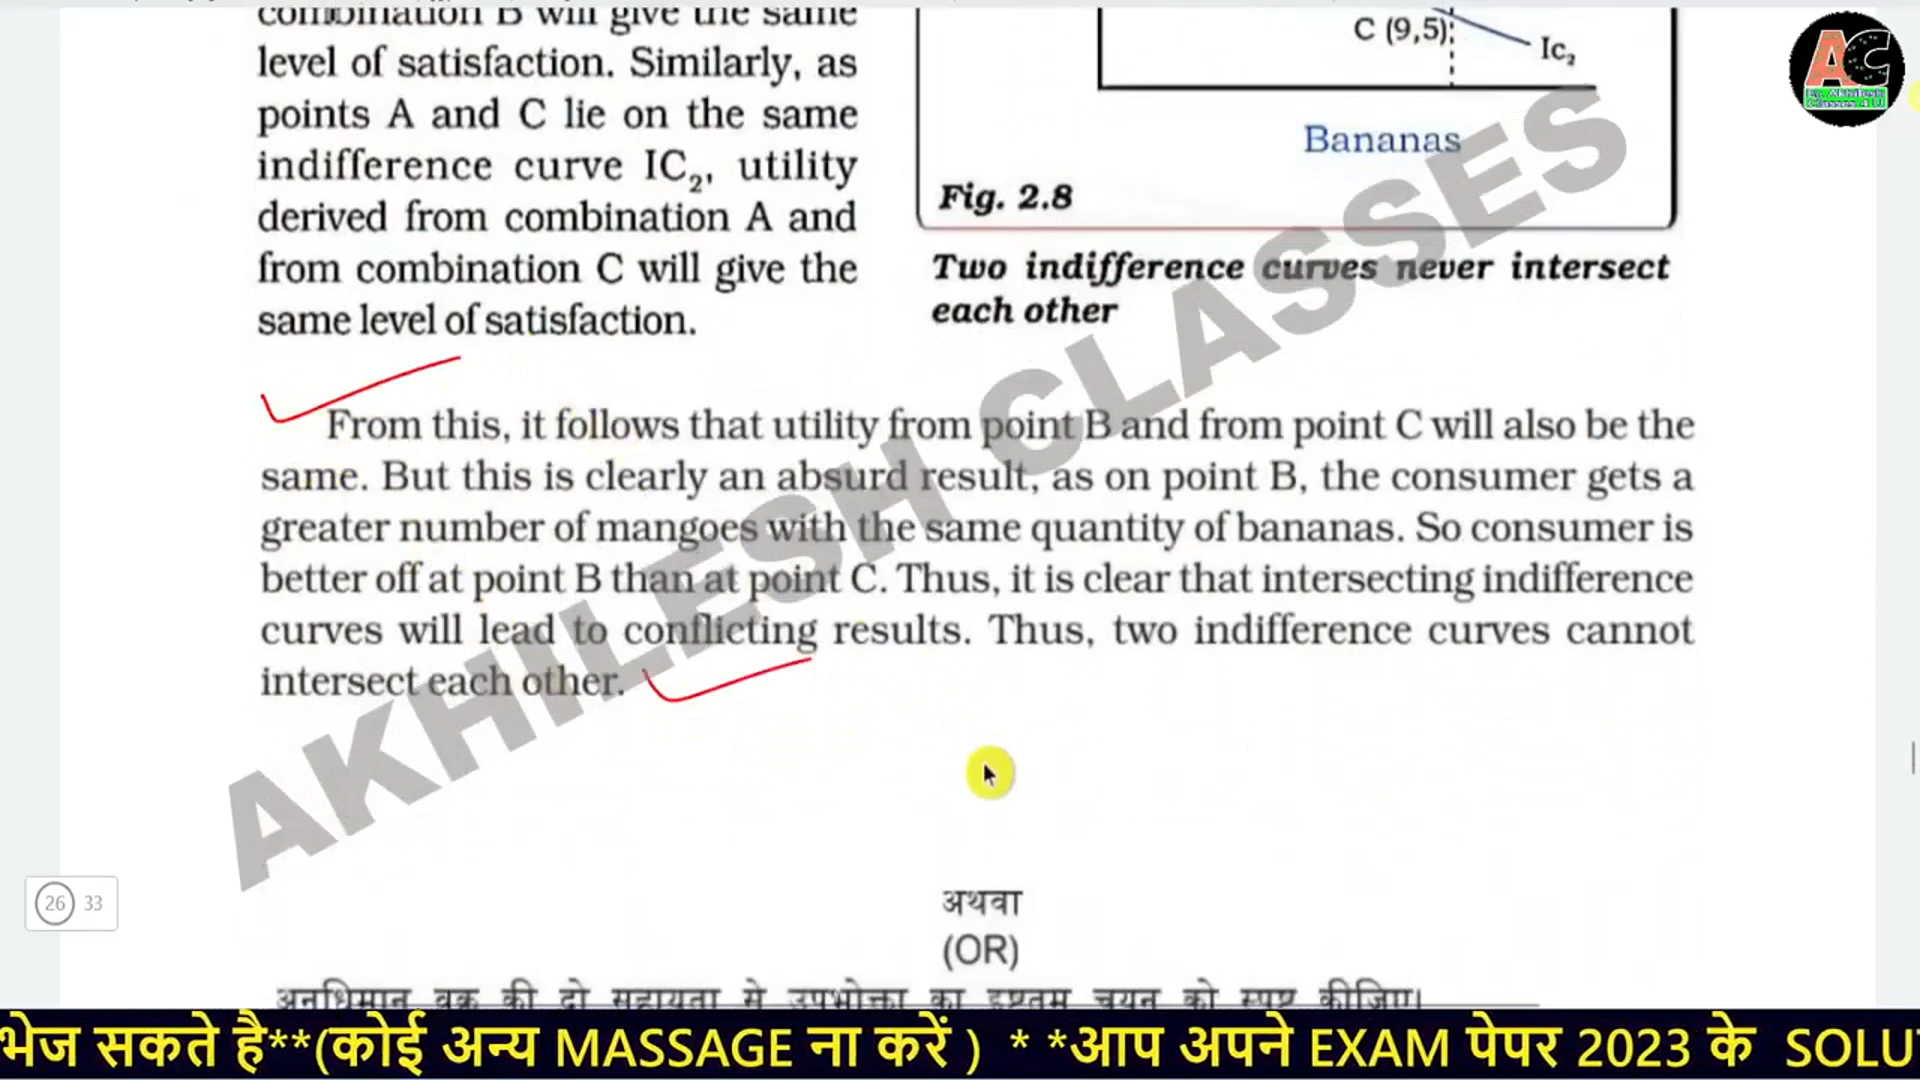 combination B will give the same
level of satisfaction. Similarly, as
points A and C lie on the same
indifference curve IC₂, utility
derived from combination A and
from combination C will give the
same level of satisfaction.
C (9,5)
Ic₂
Bananas
Fig. 2.8
Two indifference curves never intersect
each other
From this, it follows that utility from point B and from point C will also be the
same. But this is clearly an absurd result, as on point B, the consumer gets a
greater number of mangoes with the same quantity of bananas. So consumer is
better off at point B than at point C. Thus, it is clear that intersecting indifference
curves will lead to conflicting results. Thus, two indifference curves cannot
intersect each other.
AKHILESH CLASSES
AC
Er. Akhilesh
Classes 4 U
26 33
अथवा
(OR)
अनधिमान वक्र की दो सहायता से उपभोक्ता का इष्टतम चयन को स्पष्ट कीजिए।
भेज सकते है**(कोई अन्य MASSAGE ना करें ) * *आप अपने EXAM पेपर 2023 के SOLU